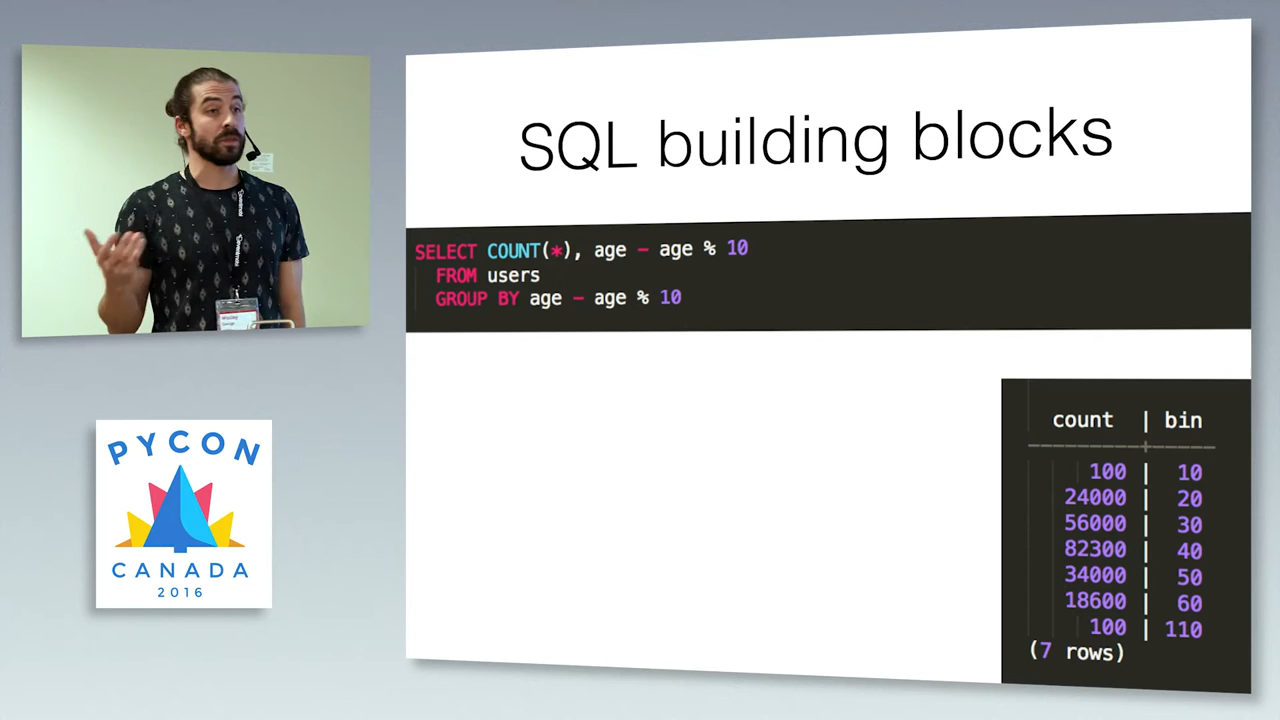 SQL building blocks
SELECT COUNT(*), age - age % 10
FROM users
GROUP BY age - age % 10
count | bin
---------+-----
100 | 10
24000 | 20
56000 | 30
82300 | 40
34000 | 50
18600 | 60
100 | 110
(7 rows)
PYCON
CANADA
2016